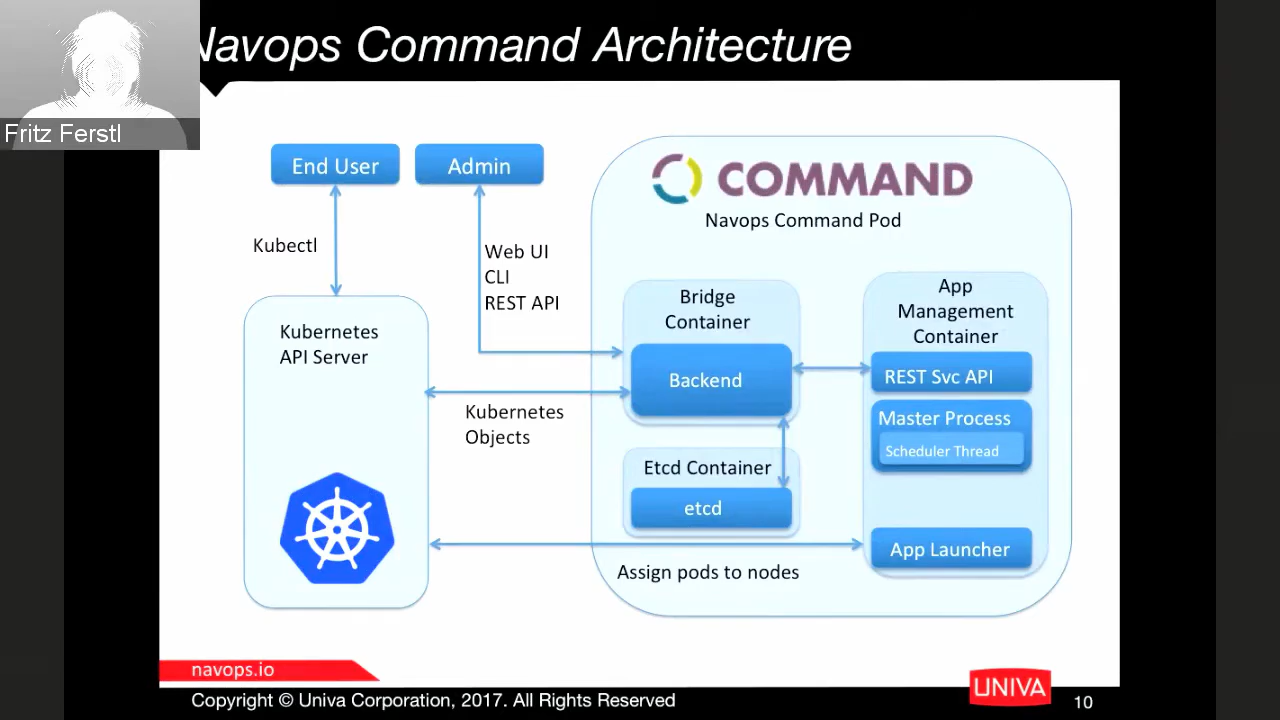 Navops Command Architecture
Fritz Ferstl
End User
Admin
Kubectl
Web UI
CLI
REST API
Kubernetes
API Server
Kubernetes
Objects
COMMAND
Navops Command Pod
Bridge
Container
Backend
Etcd Container
etcd
App
Management
Container
REST Svc API
Master Process
Scheduler Thread
App Launcher
Assign pods to nodes
navops.io
Copyright © Univa Corporation, 2017. All Rights Reserved
UNIVA
10